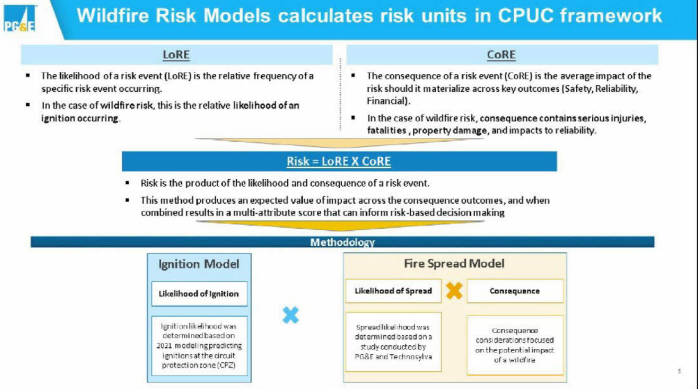 PG&E
Wildfire Risk Models calculates risk units in CPUC framework
LoRE
▪ The likelihood of a risk event (LoRE) is the relative frequency of a
specific risk event occurring.
▪ In the case of wildfire risk, this is the relative likelihood of an
ignition occurring.
CoRE
▪ The consequence of a risk event (CoRE) is the average impact of the
risk should it materialize across key outcomes (Safety, Reliability,
Financial).
▪ In the case of wildfire risk, consequence contains serious injuries,
fatalities , property damage, and impacts to reliability.
Risk = LoRE X CoRE
▪ Risk is the product of the likelihood and consequence of a risk event.
▪ This method produces an expected value of impact across the consequence outcomes, and when
combined results in a multi-attribute score that can inform risk-based decision making
Methodology
Ignition Model
Likelihood of Ignition
Ignition likelihood was
determined based on
2021 modeling predicting
ignitions at the circuit
protection zone (CPZ)
Fire Spread Model
Likelihood of Spread
Spread likelihood was
determined based on a
study conducted by
PG&E and Technosylva
Consequence
Consequence
considerations focused
on the potential impact
of a wildfire